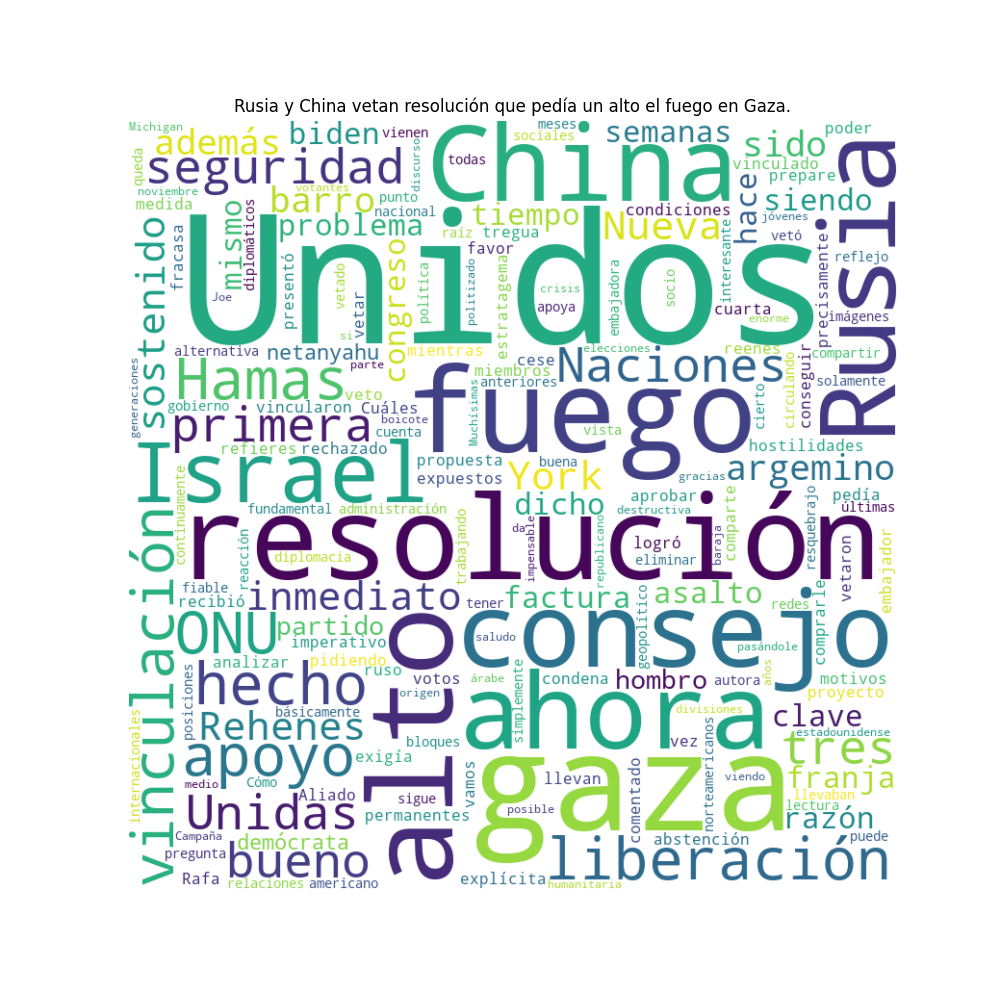 Rusia y China vetan resolución que pedía un alto el fuego en Gaza.
Michigan
además
biden
vienen
meses
sociales
semanas
sido
poder
queda
seguridad
discurso
China
todas
vinculado
prepare
Rusia
noviembre
medida
votantes
barro
punto
nacional
siendo
diplomáticos
mismo
problema
tiempo
condiciones
Nueva
hace
jóvenes
vetó
raíz
tregua
favor
interesante
precisamente
reflejo
sostenido
fracasa
Unidos
Joe
presentó
vetado
vetar
congreso
política
politizado
estratagema
crisis
apoya
embajadora
socio
cuarta
enorme
imágenes
si
alternativa
netanyahu
mientras
parte
cese
elecciones
miembros
Naciones
reenes
conseguir
compartir
generaciones
Hamas
veto
anteriores
solamente
gobierno
vincularon
Cuáles
boicote
fuego
Muchísimas
cierto
circulando
primera
cuenta
vista
refieres
rechazado
hostilidades
vinculación
Israel
propuesta
expuestos
York
buena
gracias
argemino
continuamente
fundamental
administración
dicho
aprobar
destructiva
comparte
resquebrajo
pedía
últimas
resolución
reacción
diplomacia
trabajando
da
impensable
republicano
logró
eliminar
baraja
vetaron
embajador
fiable
recibió
inmediato
tener
factura
geopolítico
asalto
redes
comprarle
ONU
partido
imperativo
alto
saludo
consejo
pasándole
analizar
pidiendo
ruso
votos
árabe
condena
hombro
autora
años
motivos
proyecto
posiciones
hecho
origen
ahora
simplemente
divisiones
clave
internacionales
Rehenes
básicamente
bloques
vez
estadounidense
apoyo
exigía
tres
Cómo
vamos
gaza
llevan
norteamericanos
viendo
franja
medio
Aliado
llevaban
Unidas
sigue
permanentes
posible
comentado
lectura
razón
Campaña
demócrata
abstención
puede
pregunta
bueno
liberación
Rafa
relaciones
americano
explícita
humanitaria